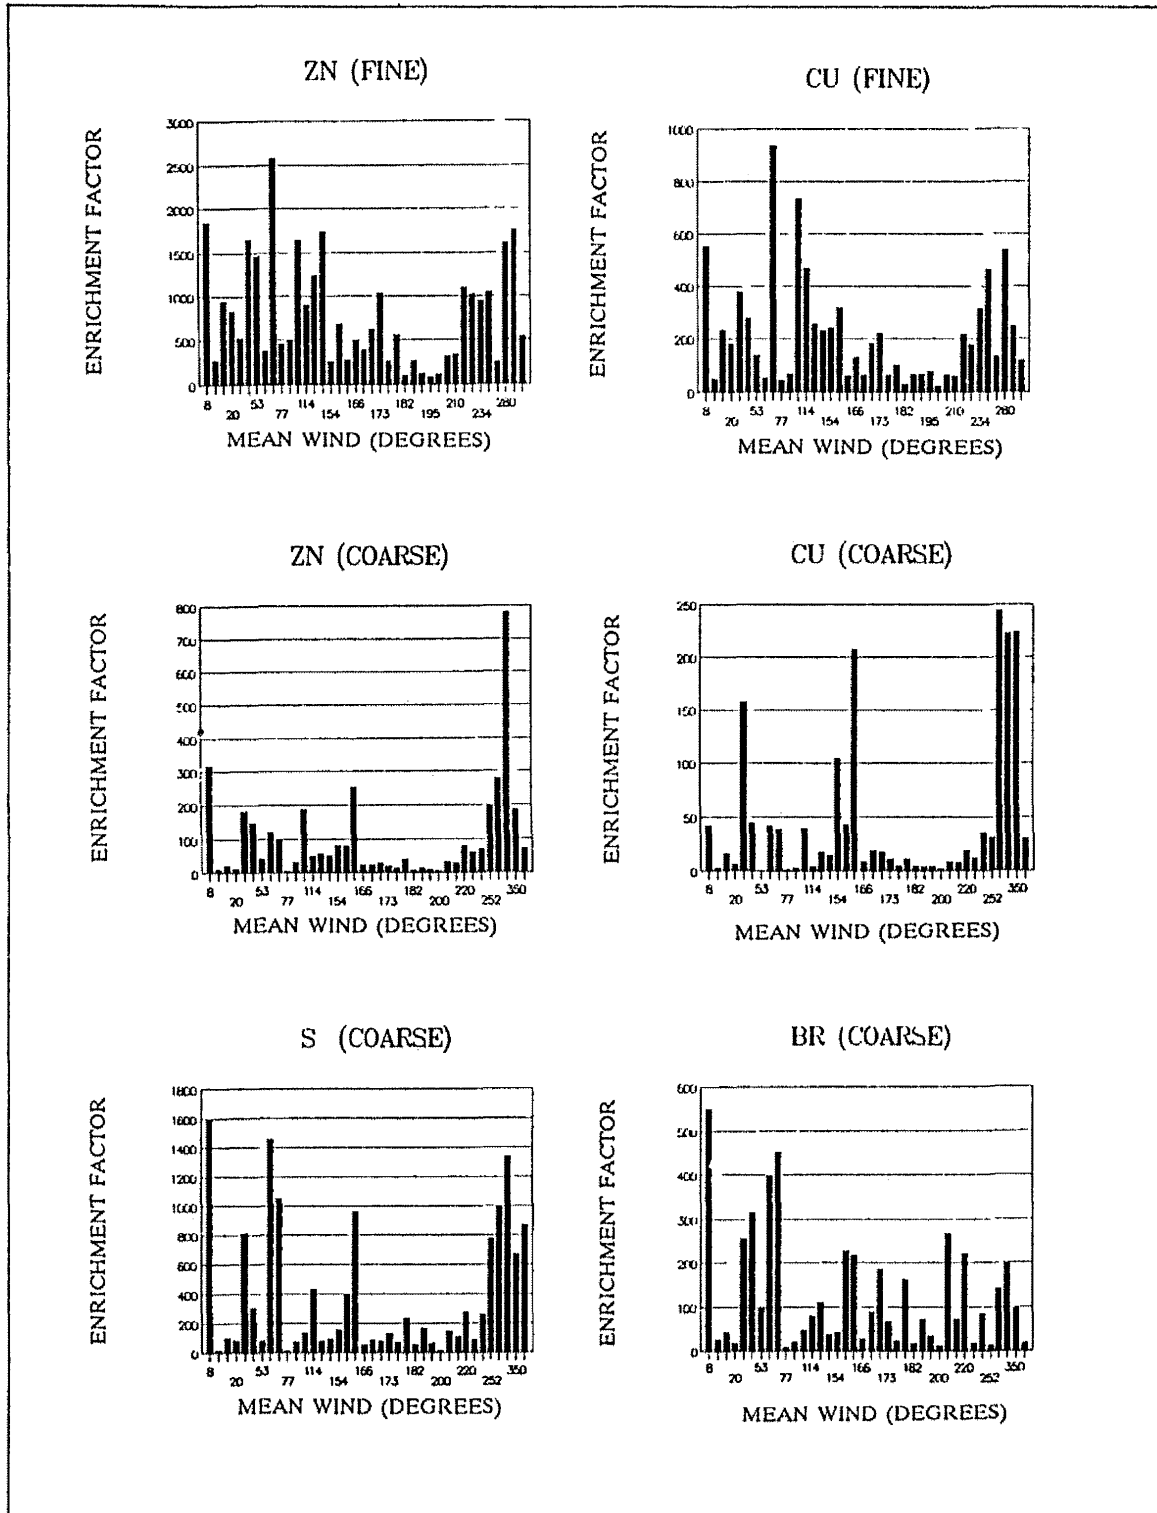 ZN (FINE)
ENRICHMENT FACTOR
3000
2500
2000
1500
1000
500
0
8 20 53 77 114 154 166 173 182 195 210 234 280
MEAN WIND (DEGREES)
CU (FINE)
ENRICHMENT FACTOR
1000
800
600
400
200
0
8 20 53 77 114 154 166 173 182 195 210 234 280
MEAN WIND (DEGREES)
ZN (COARSE)
ENRICHMENT FACTOR
800
700
600
500
400
300
200
100
0
8 20 53 77 114 154 166 173 182 200 220 252 350
MEAN WIND (DEGREES)
CU (COARSE)
ENRICHMENT FACTOR
250
200
150
100
50
0
8 20 53 77 114 154 166 173 182 200 220 252 350
MEAN WIND (DEGREES)
S (COARSE)
ENRICHMENT FACTOR
1800
1600
1400
1200
1000
800
600
400
200
0
8 20 53 77 114 154 166 173 182 200 220 252 350
MEAN WIND (DEGREES)
BR (COARSE)
ENRICHMENT FACTOR
600
500
400
300
200
100
0
8 20 53 77 114 154 166 173 182 200 220 252 350
MEAN WIND (DEGREES)